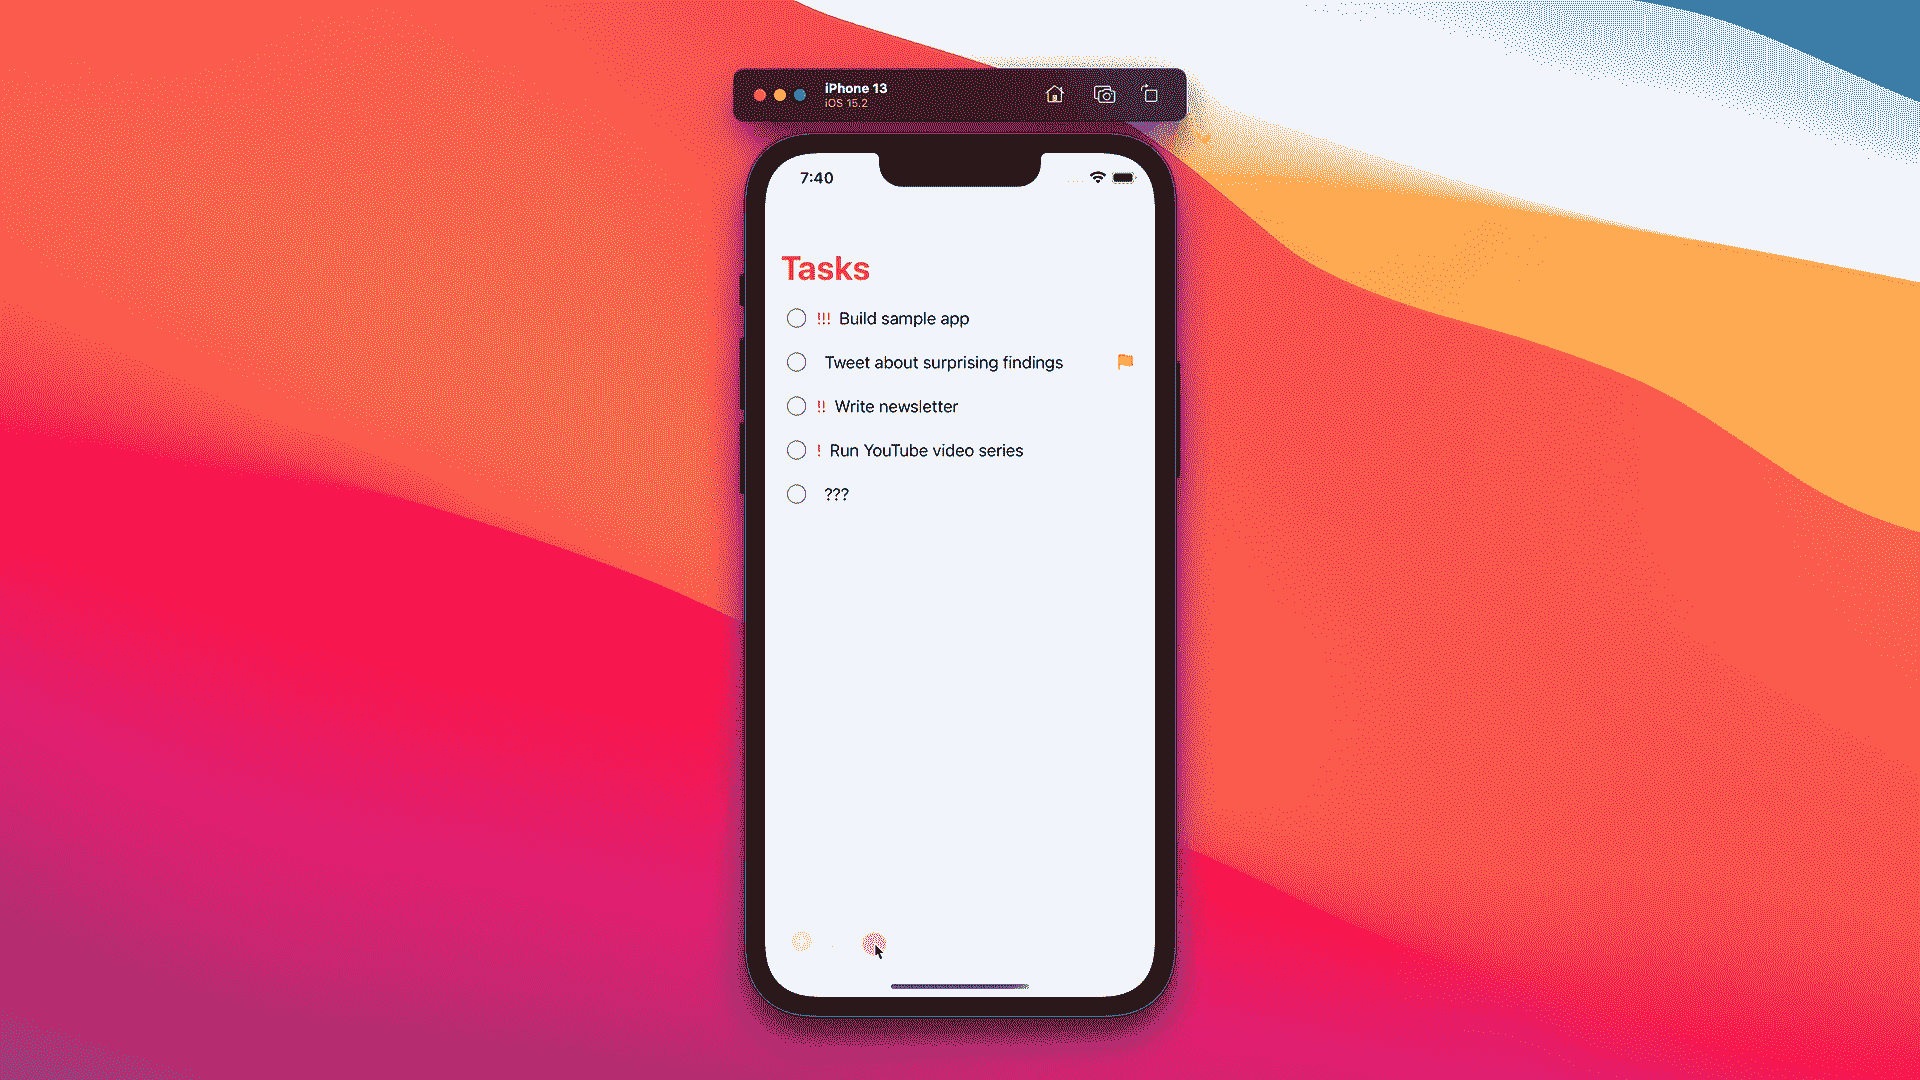 iPhone 13
iOS 15.2
7:40
Tasks
!!! Build sample app
Tweet about surprising findings
!! Write newsletter
! Run YouTube video series
???